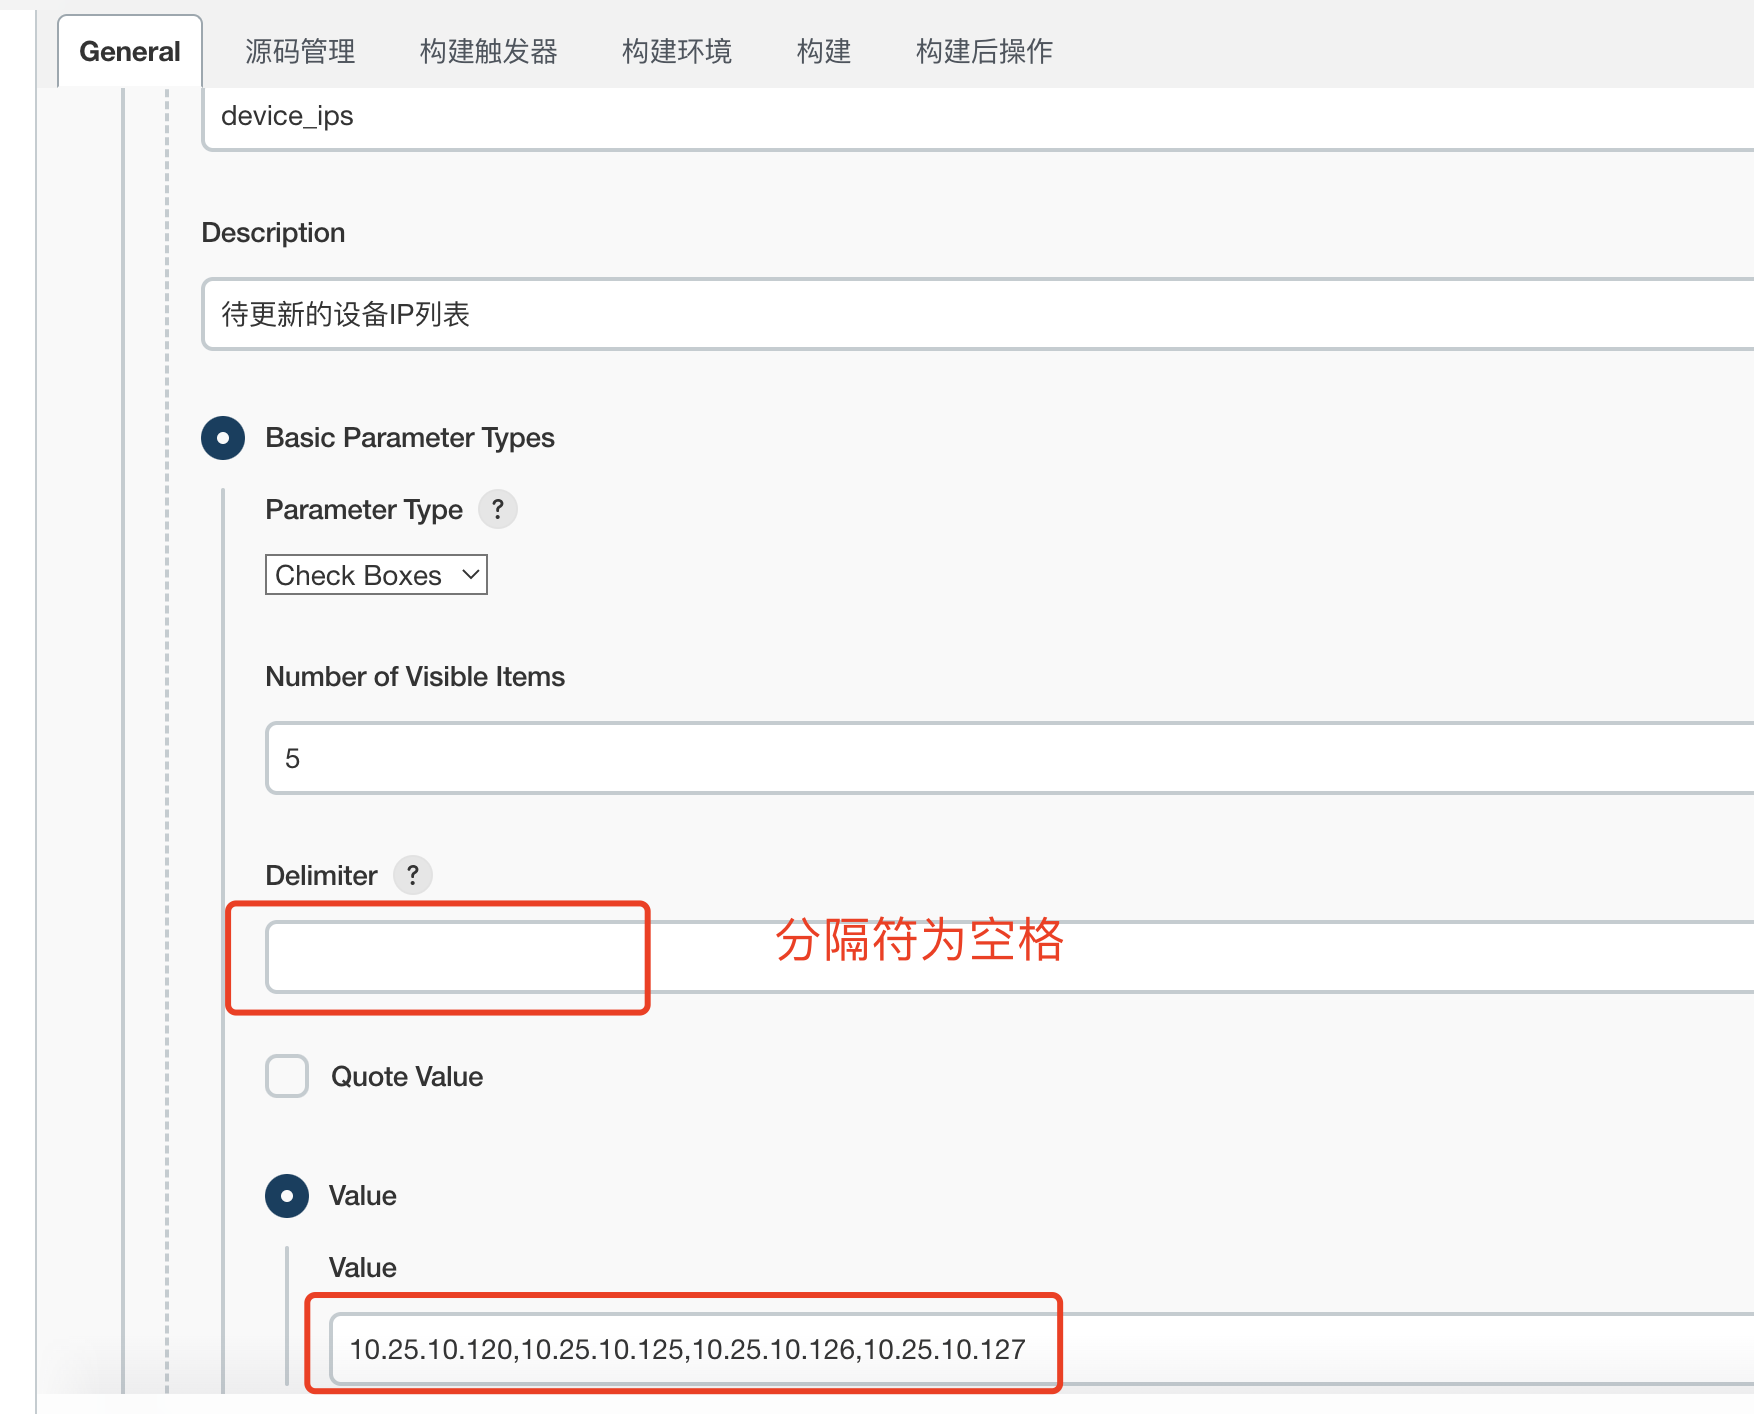 General 源码管理 构建触发器 构建环境 构建 构建后操作
device_ips
Description
待更新的设备IP列表
Basic Parameter Types
Parameter Type ?
Check Boxes
Number of Visible Items
5
Delimiter ?
分隔符为空格
Quote Value
Value
Value
10.25.10.120,10.25.10.125,10.25.10.126,10.25.10.127